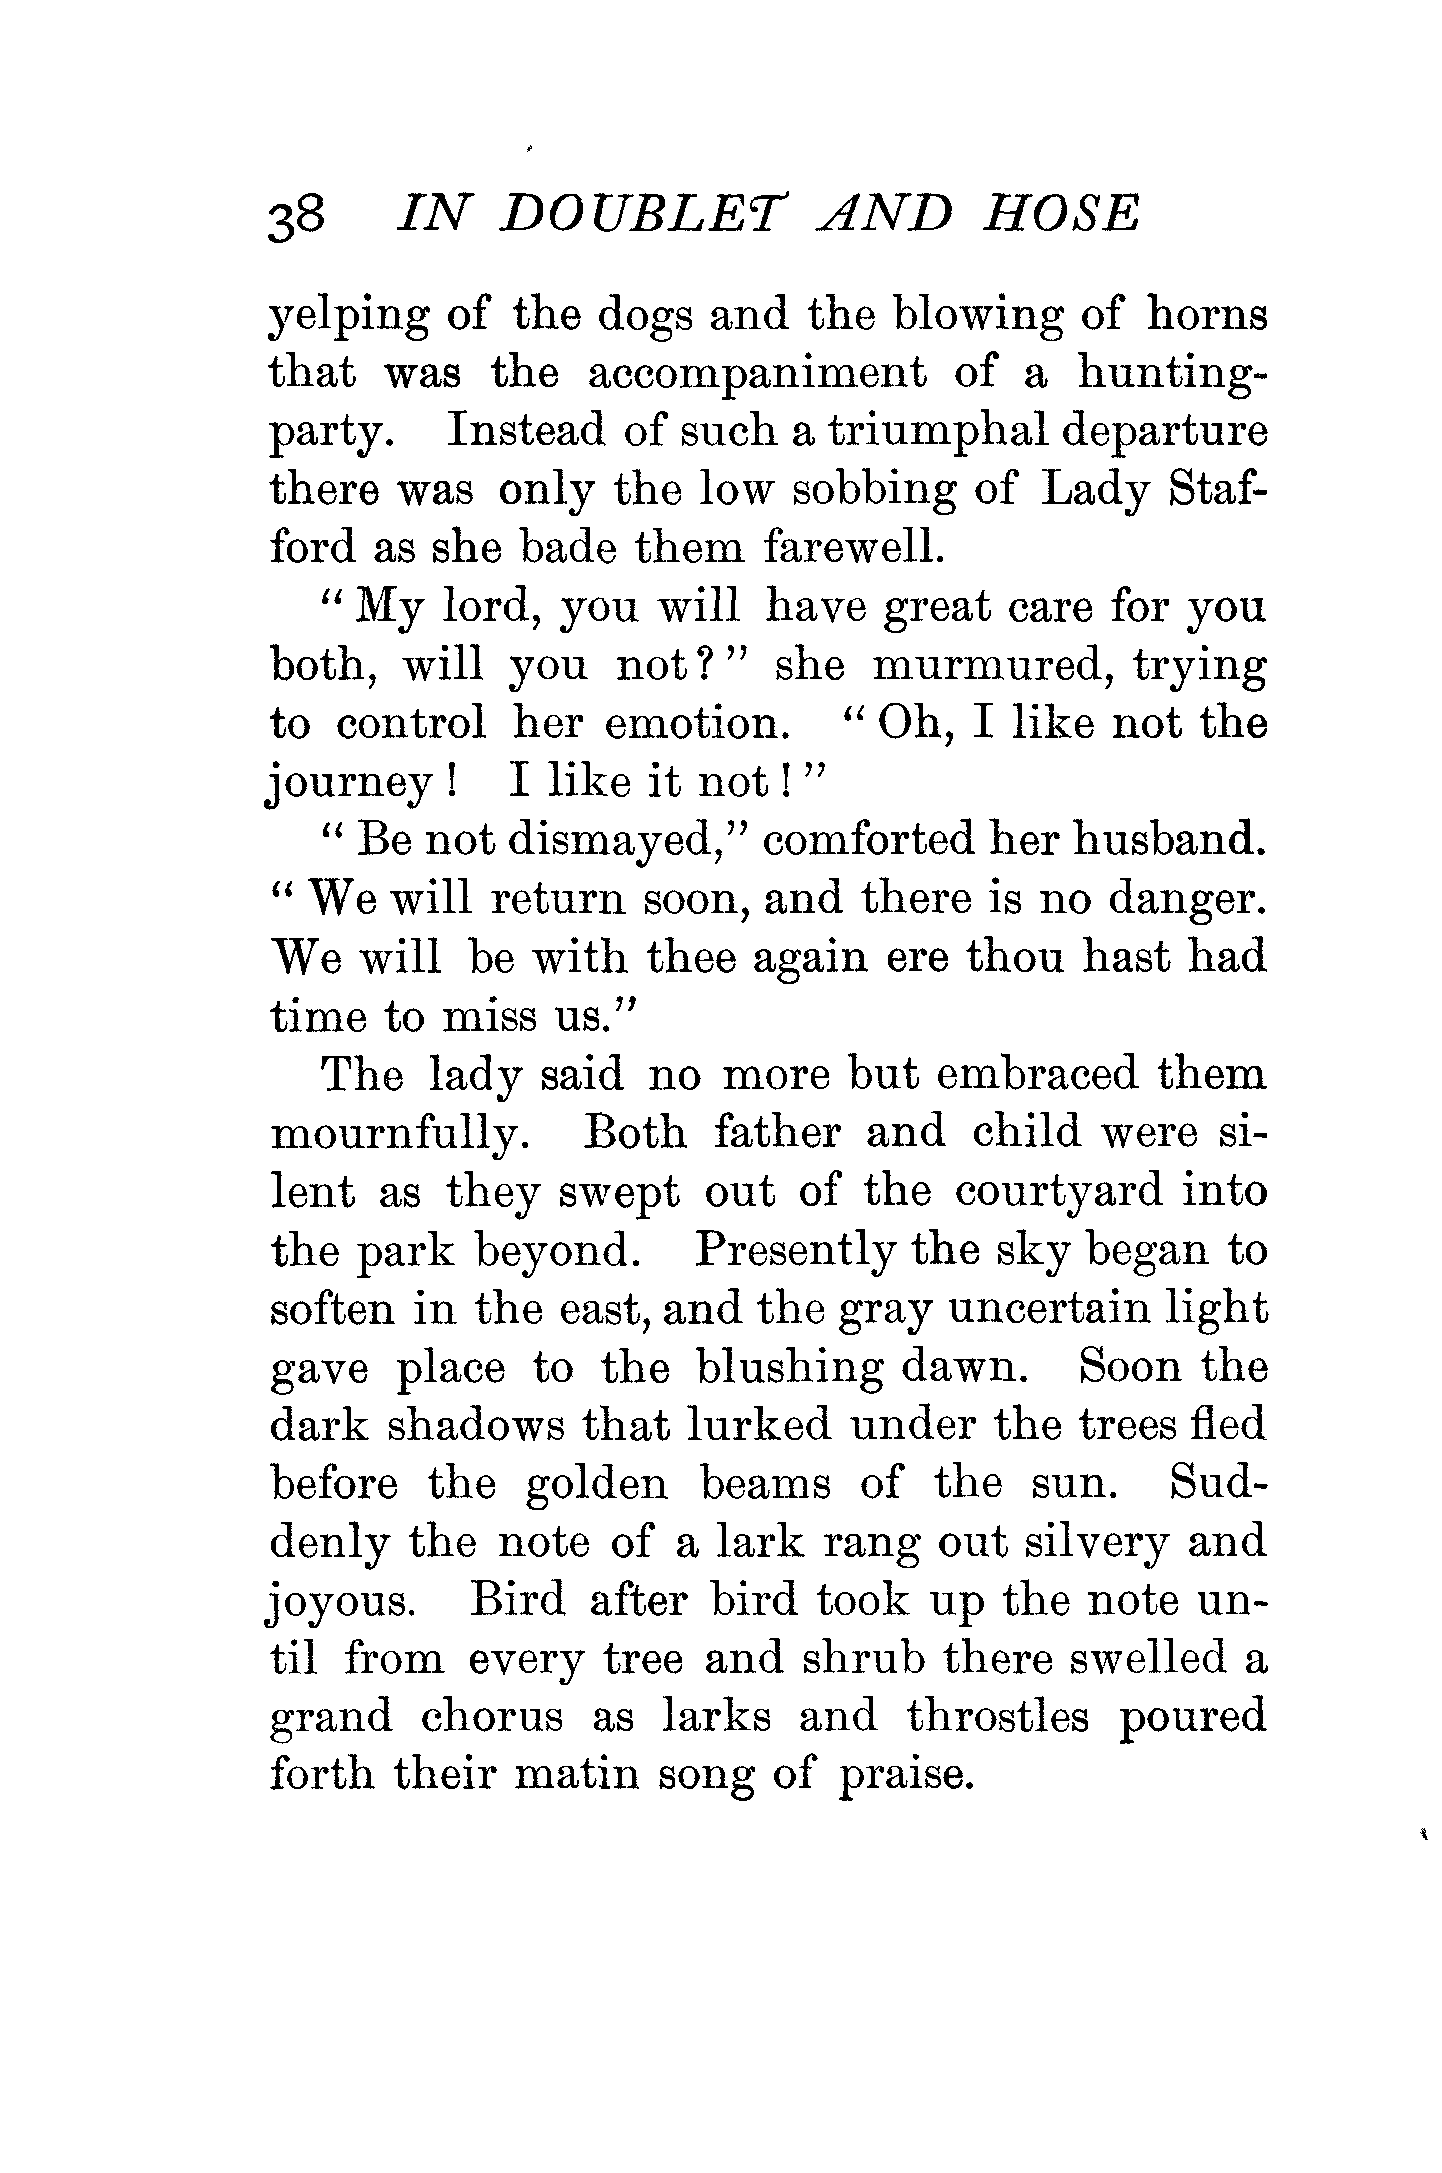 38 IN DOUBLET AND HOSE
yelping of the dogs and the blowing of horns
that was the accompaniment of a hunting-
party. Instead of such a triumphal departure
there was only the low sobbing of Lady Staf-
ford as she bade them farewell.
“My lord, you will have great care for you
both, will you not?” she murmured, trying
to control her emotion. “Oh, I like not the
journey! I like it not!”
“Be not dismayed,” comforted her husband.
“We will return soon, and there is no danger.
We will be with thee again ere thou hast had
time to miss us.”
The lady said no more but embraced them
mournfully. Both father and child were si-
lent as they swept out of the courtyard into
the park beyond. Presently the sky began to
soften in the east, and the gray uncertain light
gave place to the blushing dawn. Soon the
dark shadows that lurked under the trees fled
before the golden beams of the sun. Sud-
denly the note of a lark rang out silvery and
joyous. Bird after bird took up the note un-
til from every tree and shrub there swelled a
grand chorus as larks and throstles poured
forth their matin song of praise.